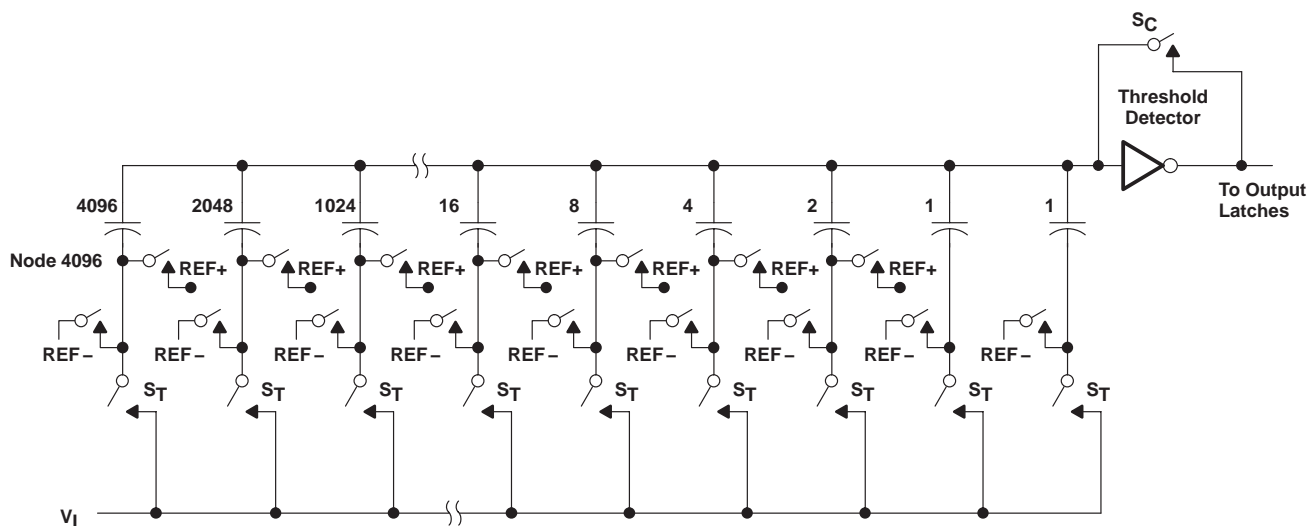 SC
Threshold
Detector
To Output
Latches
4096 2048 1024 16 8 4 2 1 1
Node 4096
REF+ REF+ REF+ REF+ REF+ REF+ REF+
REF− REF− REF− REF− REF− REF− REF− REF− REF−
ST ST ST ST ST ST ST ST ST
VI